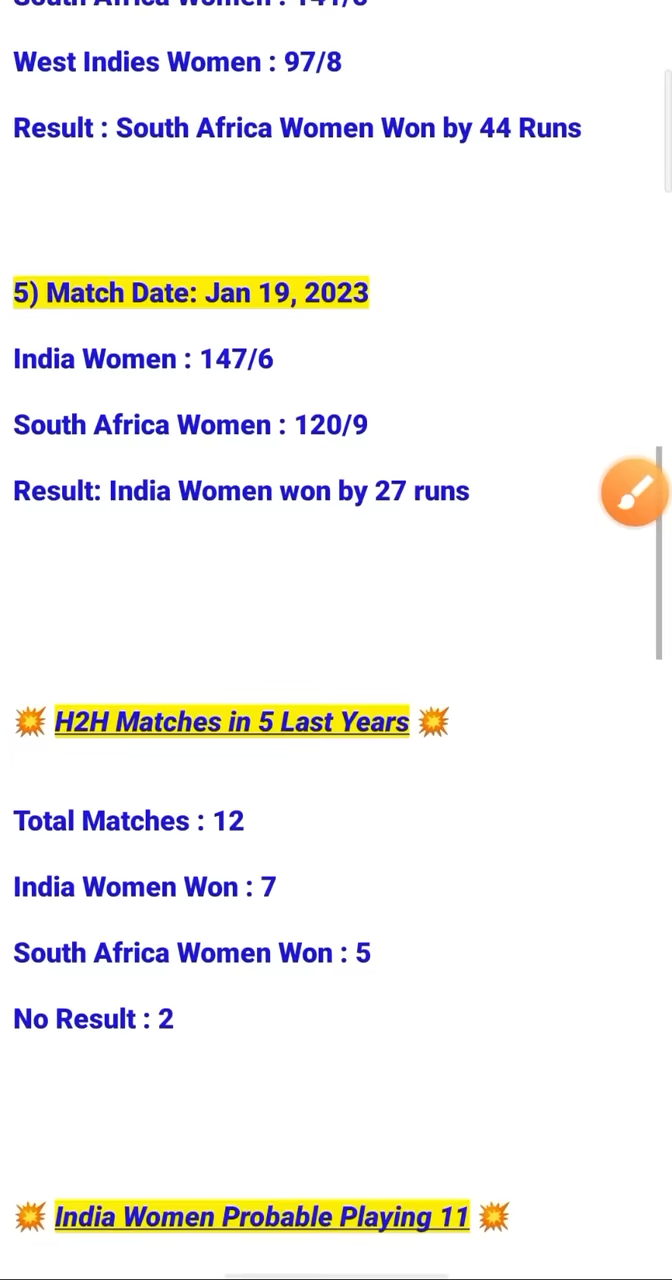 West Indies Women : 97/8
Result : South Africa Women Won by 44 Runs
5) Match Date: Jan 19, 2023
India Women : 147/6
South Africa Women : 120/9
Result: India Women won by 27 runs
💥 H2H Matches in 5 Last Years 💥
Total Matches : 12
India Women Won : 7
South Africa Women Won : 5
No Result : 2
💥 India Women Probable Playing 11 💥